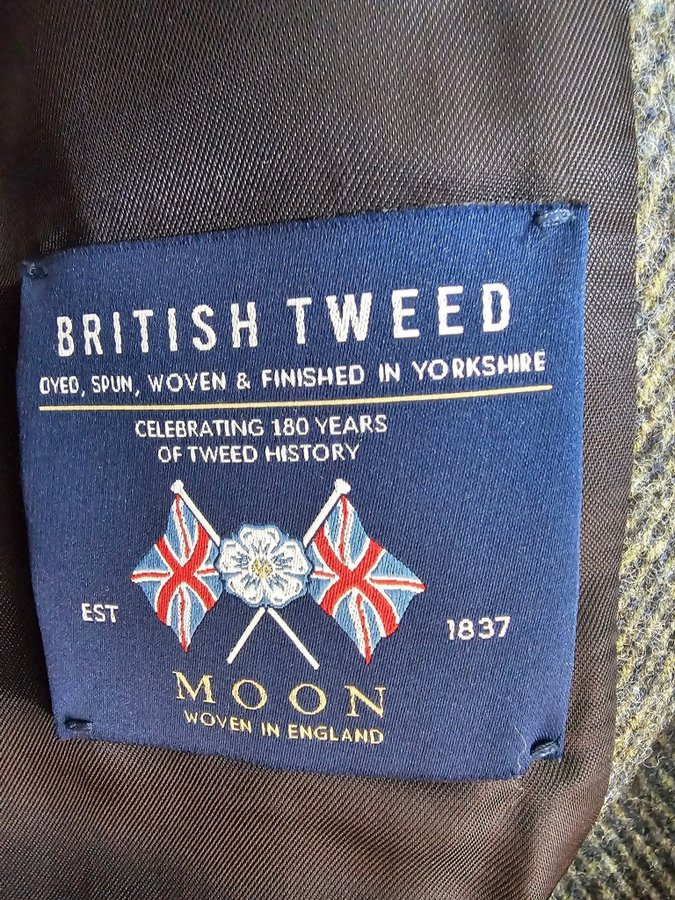 BRITISH TWEED
DYED, SPUN, WOVEN & FINISHED IN YORKSHIRE
CELEBRATING 180 YEARS
OF TWEED HISTORY
EST 1837
MOON
WOVEN IN ENGLAND